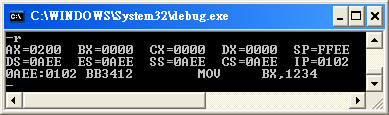 C:\WINDOWS\System32\debug.exe
-r
AX=0200  BX=0000  CX=0000  DX=0000  SP=FFEE
DS=0AEE  ES=0AEE  SS=0AEE  CS=0AEE  IP=0102
0AEE:0102 BB3412        MOV     BX,1234
-